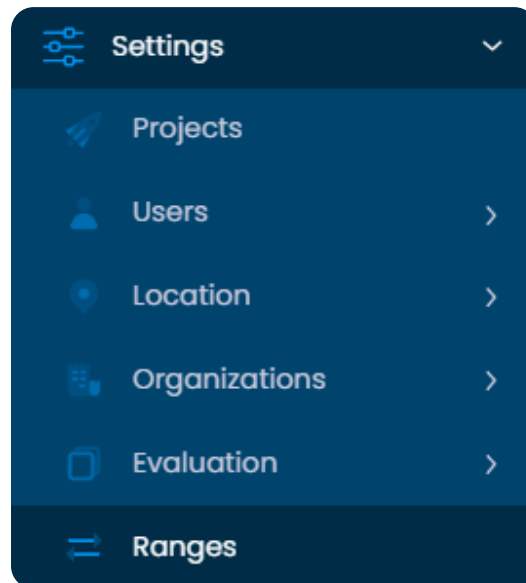 Settings
Projects
Users
Location
Organizations
Evaluation
Ranges